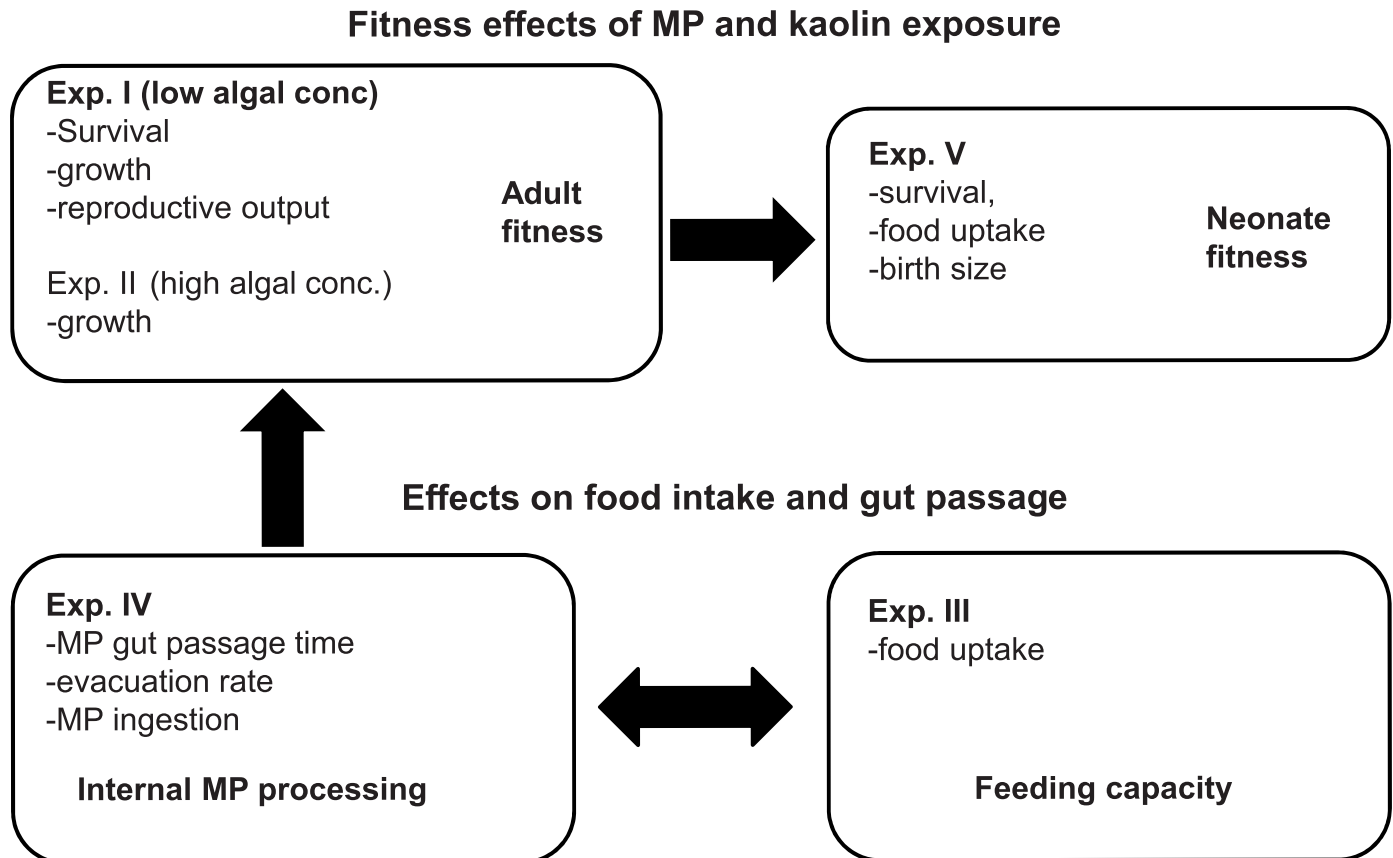 Fitness effects of MP and kaolin exposure
Exp. I (low algal conc)
-Survival
-growth
-reproductive output
Adult
fitness
Exp. II (high algal conc.)
-growth
Exp. V
-survival,
-food uptake
-birth size
Neonate
fitness
Effects on food intake and gut passage
Exp. IV
-MP gut passage time
-evacuation rate
-MP ingestion
Internal MP processing
Exp. III
-food uptake
Feeding capacity